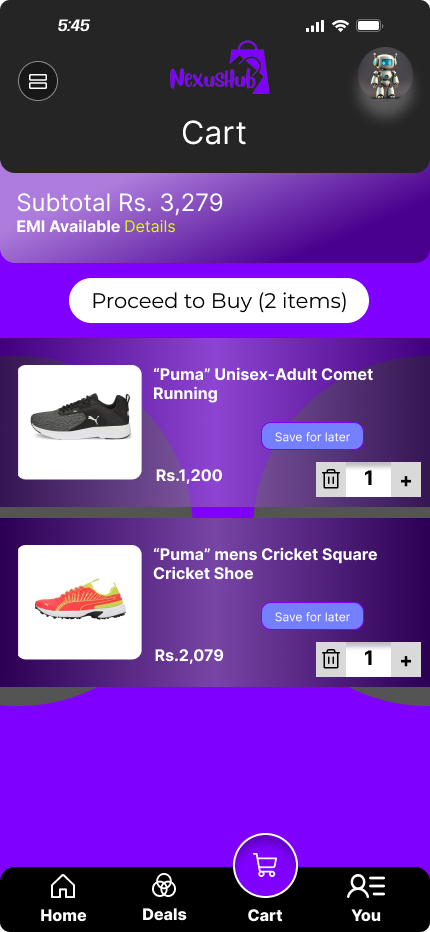 5:45
NexusHub
Cart
Subtotal Rs. 3,279
EMI Available Details
Proceed to Buy (2 items)
“Puma” Unisex-Adult Comet
Running
Save for later
Rs.1,200
1 +
“Puma” mens Cricket Square
Cricket Shoe
Save for later
Rs.2,079
1 +
Home Deals Cart You